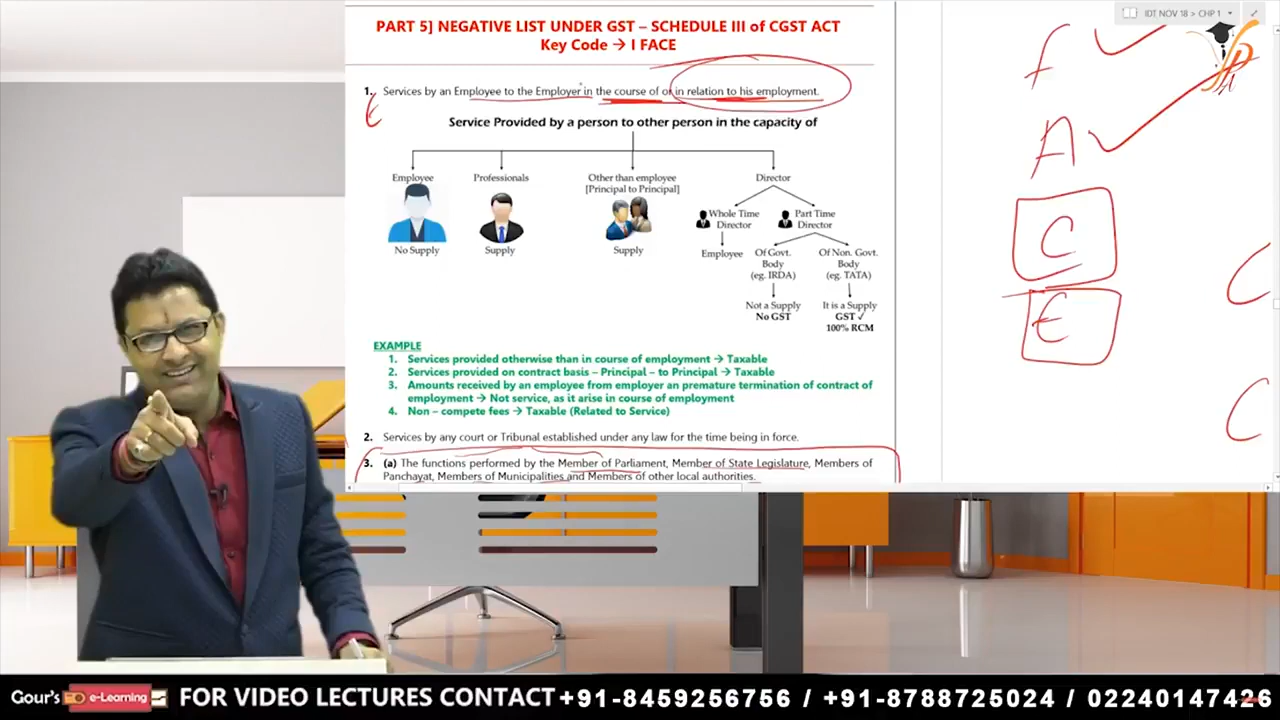 IDT NOV 18 > CHP 1
PART 5] NEGATIVE LIST UNDER GST – SCHEDULE III of CGST ACT
Key Code → I FACE
1. Services by an Employee to the Employer in the course of or in relation to his employment.
E
Service Provided by a person to other person in the capacity of
Employee
No Supply
Professionals
Supply
Other than employee
[Principal to Principal]
Supply
Director
Whole Time
Director
Employee
Part Time
Director
Of Govt.
Body
(eg. IRDA)
Not a Supply
No GST
Of Non. Govt.
Body
(eg. TATA)
It is a Supply
GST ✓
100% RCM
EXAMPLE
1. Services provided otherwise than in course of employment → Taxable
2. Services provided on contract basis – Principal – to Principal → Taxable
3. Amounts received by an employee from employer an premature termination of contract of
employment → Not service, as it arise in course of employment
4. Non – compete fees → Taxable (Related to Service)
2. Services by any court or Tribunal established under any law for the time being in force.
3. (a) The functions performed by the Member of Parliament, Member of State Legislature, Members of
Panchayat, Members of Municipalities and Members of other local authorities.
F
A
C
E
C
C
Gour's e-Learning FOR VIDEO LECTURES CONTACT +91-8459256756 / +91-8788725024 / 02240147426